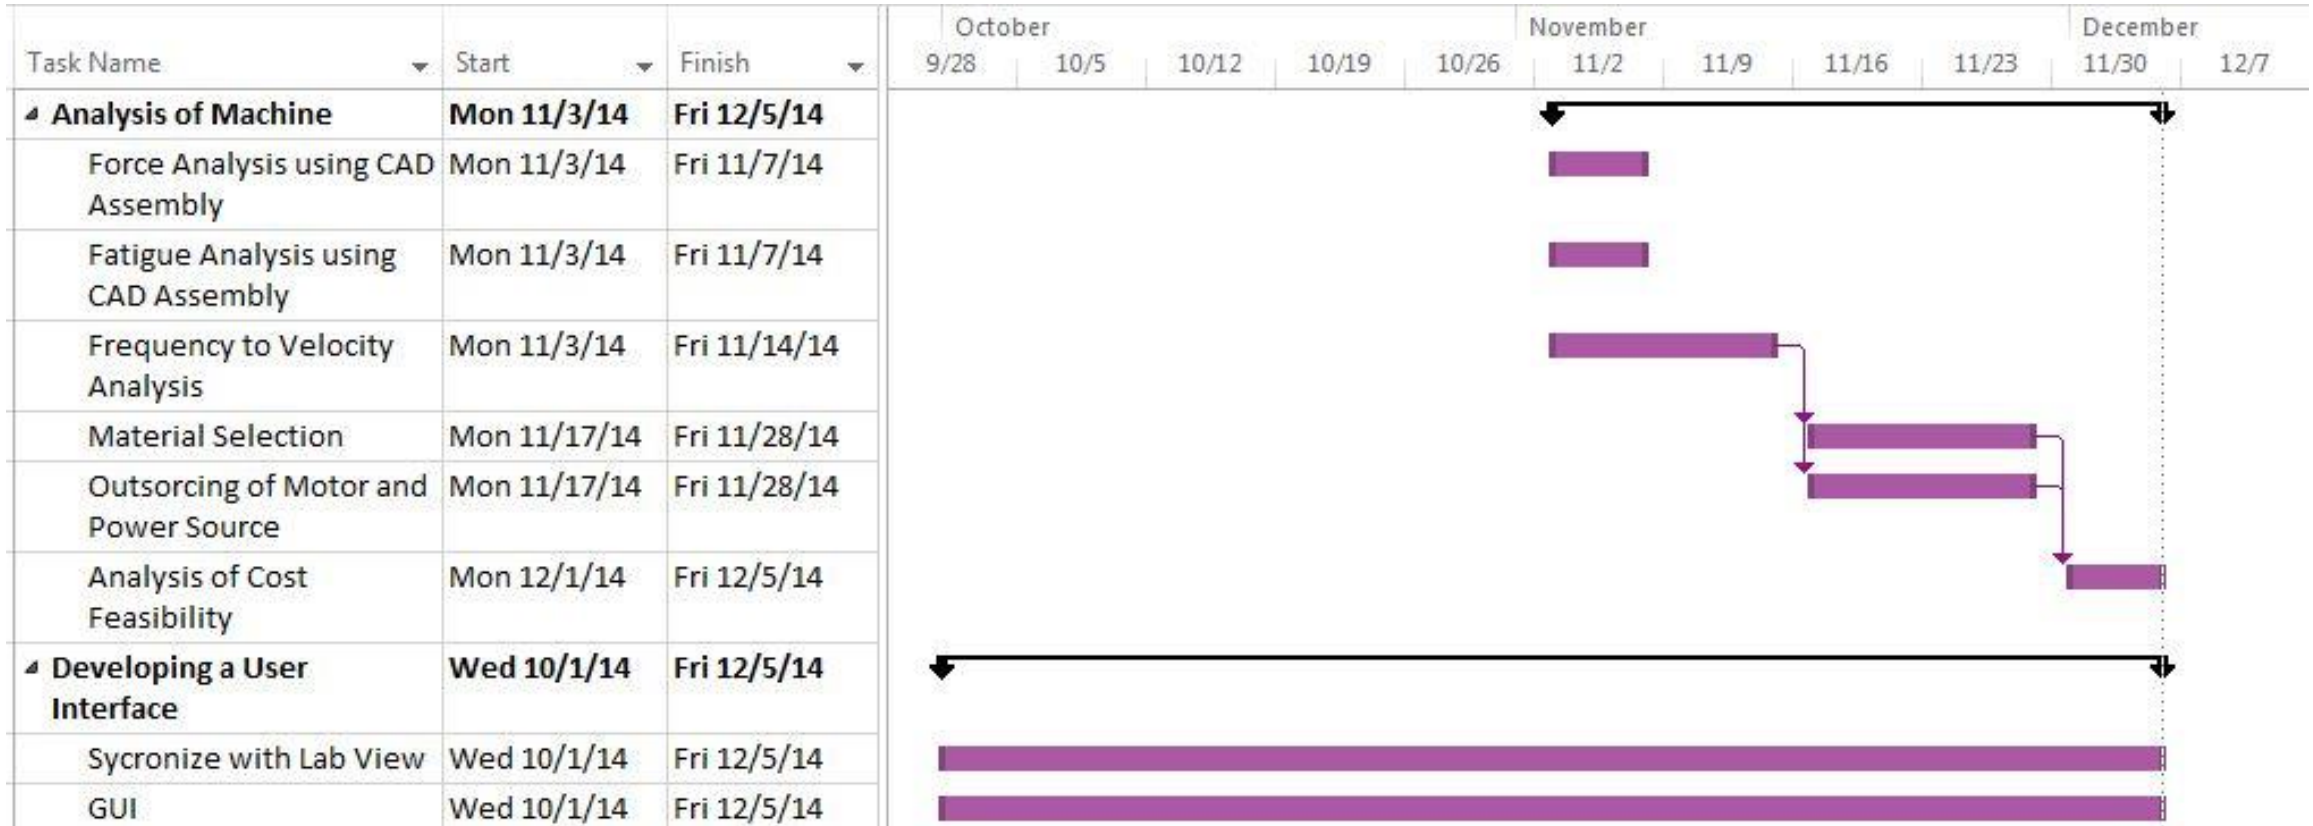 October November December
Task Name Start Finish 9/28 10/5 10/12 10/19 10/26 11/2 11/9 11/16 11/23 11/30 12/7
Analysis of Machine Mon 11/3/14 Fri 12/5/14
Force Analysis using CAD Mon 11/3/14 Fri 11/7/14
Assembly
Fatigue Analysis using Mon 11/3/14 Fri 11/7/14
CAD Assembly
Frequency to Velocity Mon 11/3/14 Fri 11/14/14
Analysis
Material Selection Mon 11/17/14 Fri 11/28/14
Outsorcing of Motor and Mon 11/17/14 Fri 11/28/14
Power Source
Analysis of Cost Mon 12/1/14 Fri 12/5/14
Feasibility
Developing a User Wed 10/1/14 Fri 12/5/14
Interface
Sycronize with Lab View Wed 10/1/14 Fri 12/5/14
GUI Wed 10/1/14 Fri 12/5/14